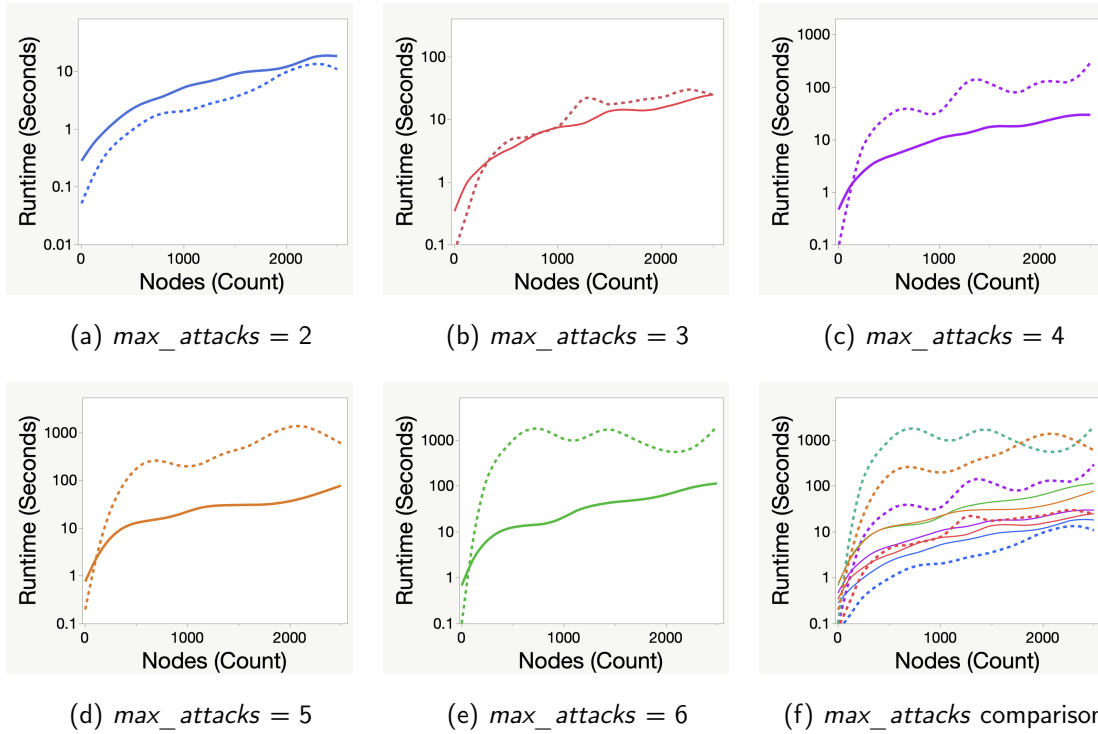 Runtime (Seconds)
10
1
0.1
0.01
0
1000
2000
Nodes (Count)
(a) max_attacks = 2
Runtime (Seconds)
100
10
1
0.1
0
1000
2000
Nodes (Count)
(b) max_attacks = 3
Runtime (Seconds)
1000
100
10
1
0.1
0
1000
2000
Nodes (Count)
(c) max_attacks = 4
Runtime (Seconds)
1000
100
10
1
0.1
0
1000
2000
Nodes (Count)
(d) max_attacks = 5
Runtime (Seconds)
1000
100
10
1
0.1
0
1000
2000
Nodes (Count)
(e) max_attacks = 6
Runtime (Seconds)
1000
100
10
1
0.1
0
1000
2000
Nodes (Count)
(f) max_attacks comparison